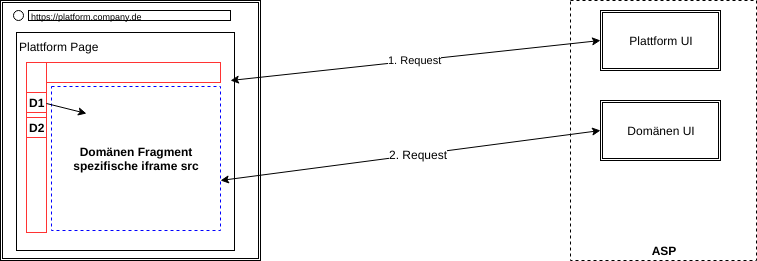 https://platform.company.de
Plattform Page
D1
D2
Domänen Fragment
spezifische iframe src
1. Request
2. Request
Plattform UI
Domänen UI
ASP